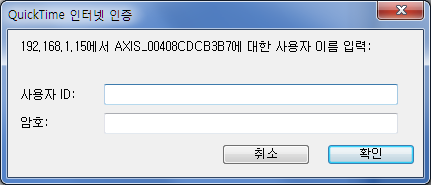 QuickTime 인터넷 인증
192.168.1.15에서 AXIS_00408CDCB3B7에 대한 사용자 이름 입력:
사용자 ID:
암호:
취소
확인